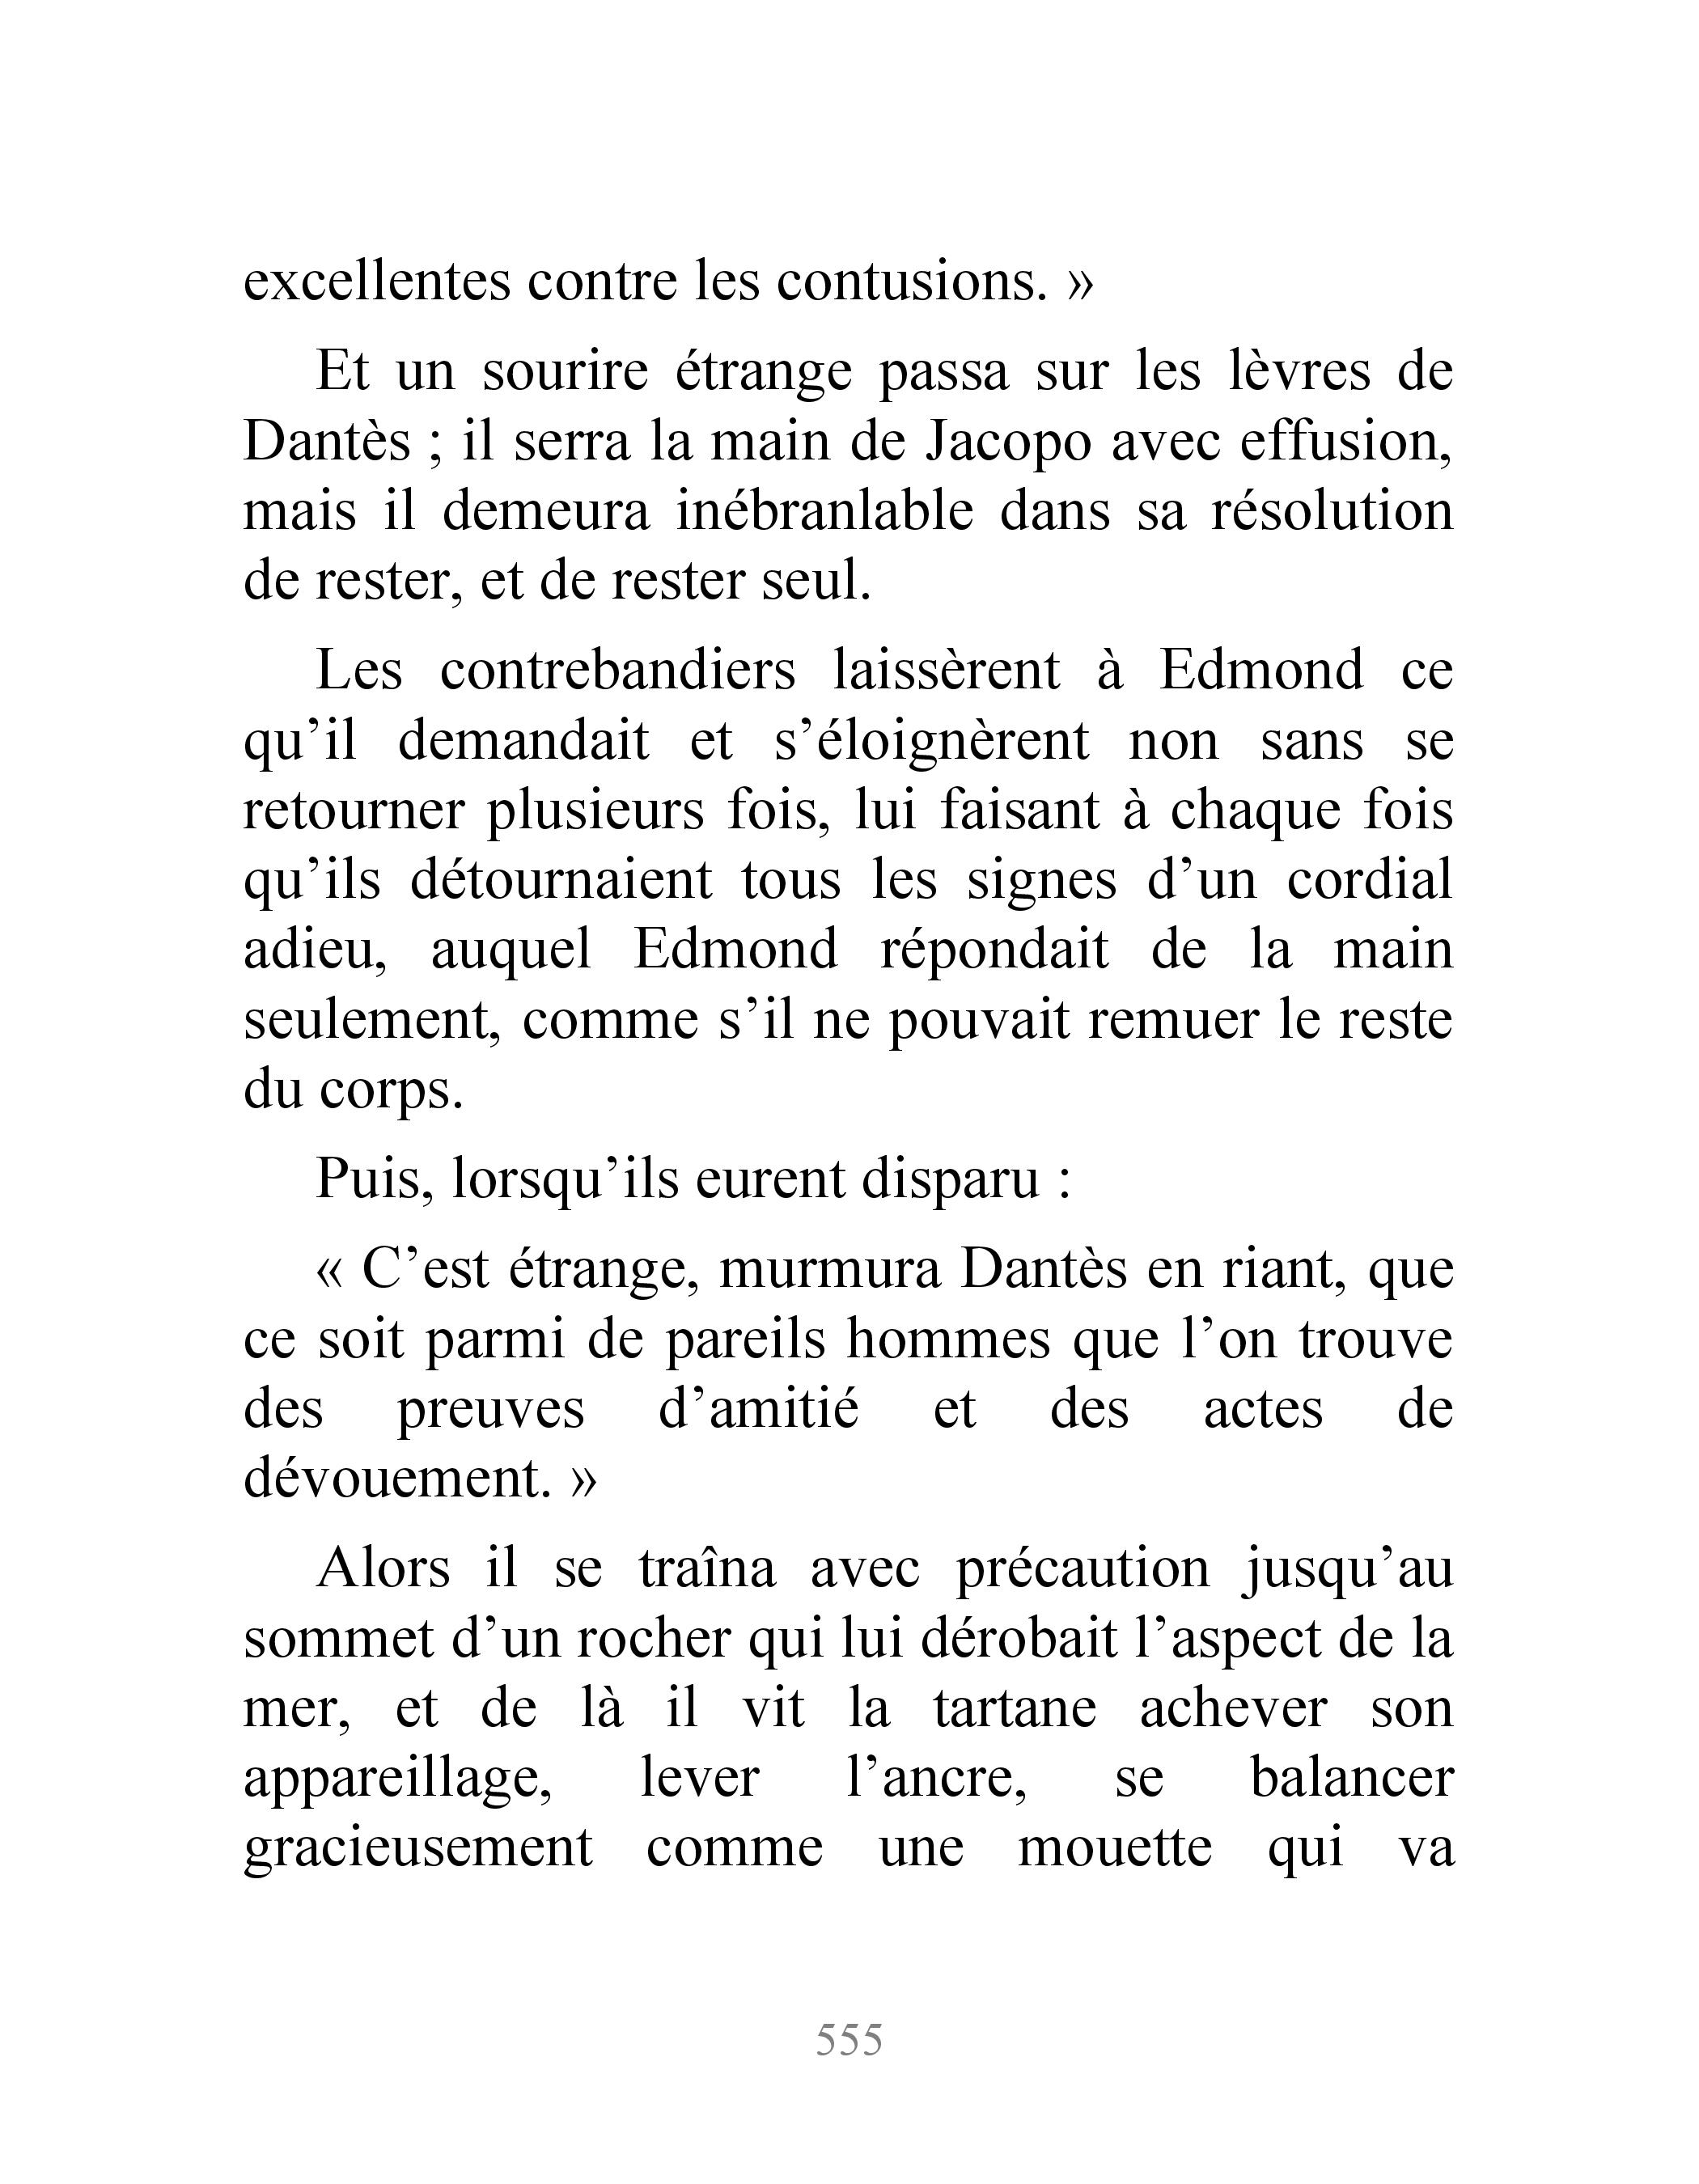 excellentes contre les contusions. »
Et un sourire étrange passa sur les lèvres de
Dantès ; il serra la main de Jacopo avec effusion,
mais il demeura inébranlable dans sa résolution
de rester, et de rester seul.
Les contrebandiers laissèrent à Edmond ce
qu’il demandait et s’éloignèrent non sans se
retourner plusieurs fois, lui faisant à chaque fois
qu’ils détournaient tous les signes d’un cordial
adieu, auquel Edmond répondait de la main
seulement, comme s’il ne pouvait remuer le reste
du corps.
Puis, lorsqu’ils eurent disparu :
« C’est étrange, murmura Dantès en riant, que
ce soit parmi de pareils hommes que l’on trouve
des preuves d’amitié et des actes de
dévouement. »
Alors il se traîna avec précaution jusqu’au
sommet d’un rocher qui lui dérobait l’aspect de la
mer, et de là il vit la tartane achever son
appareillage, lever l’ancre, se balancer
gracieusement comme une mouette qui va
555